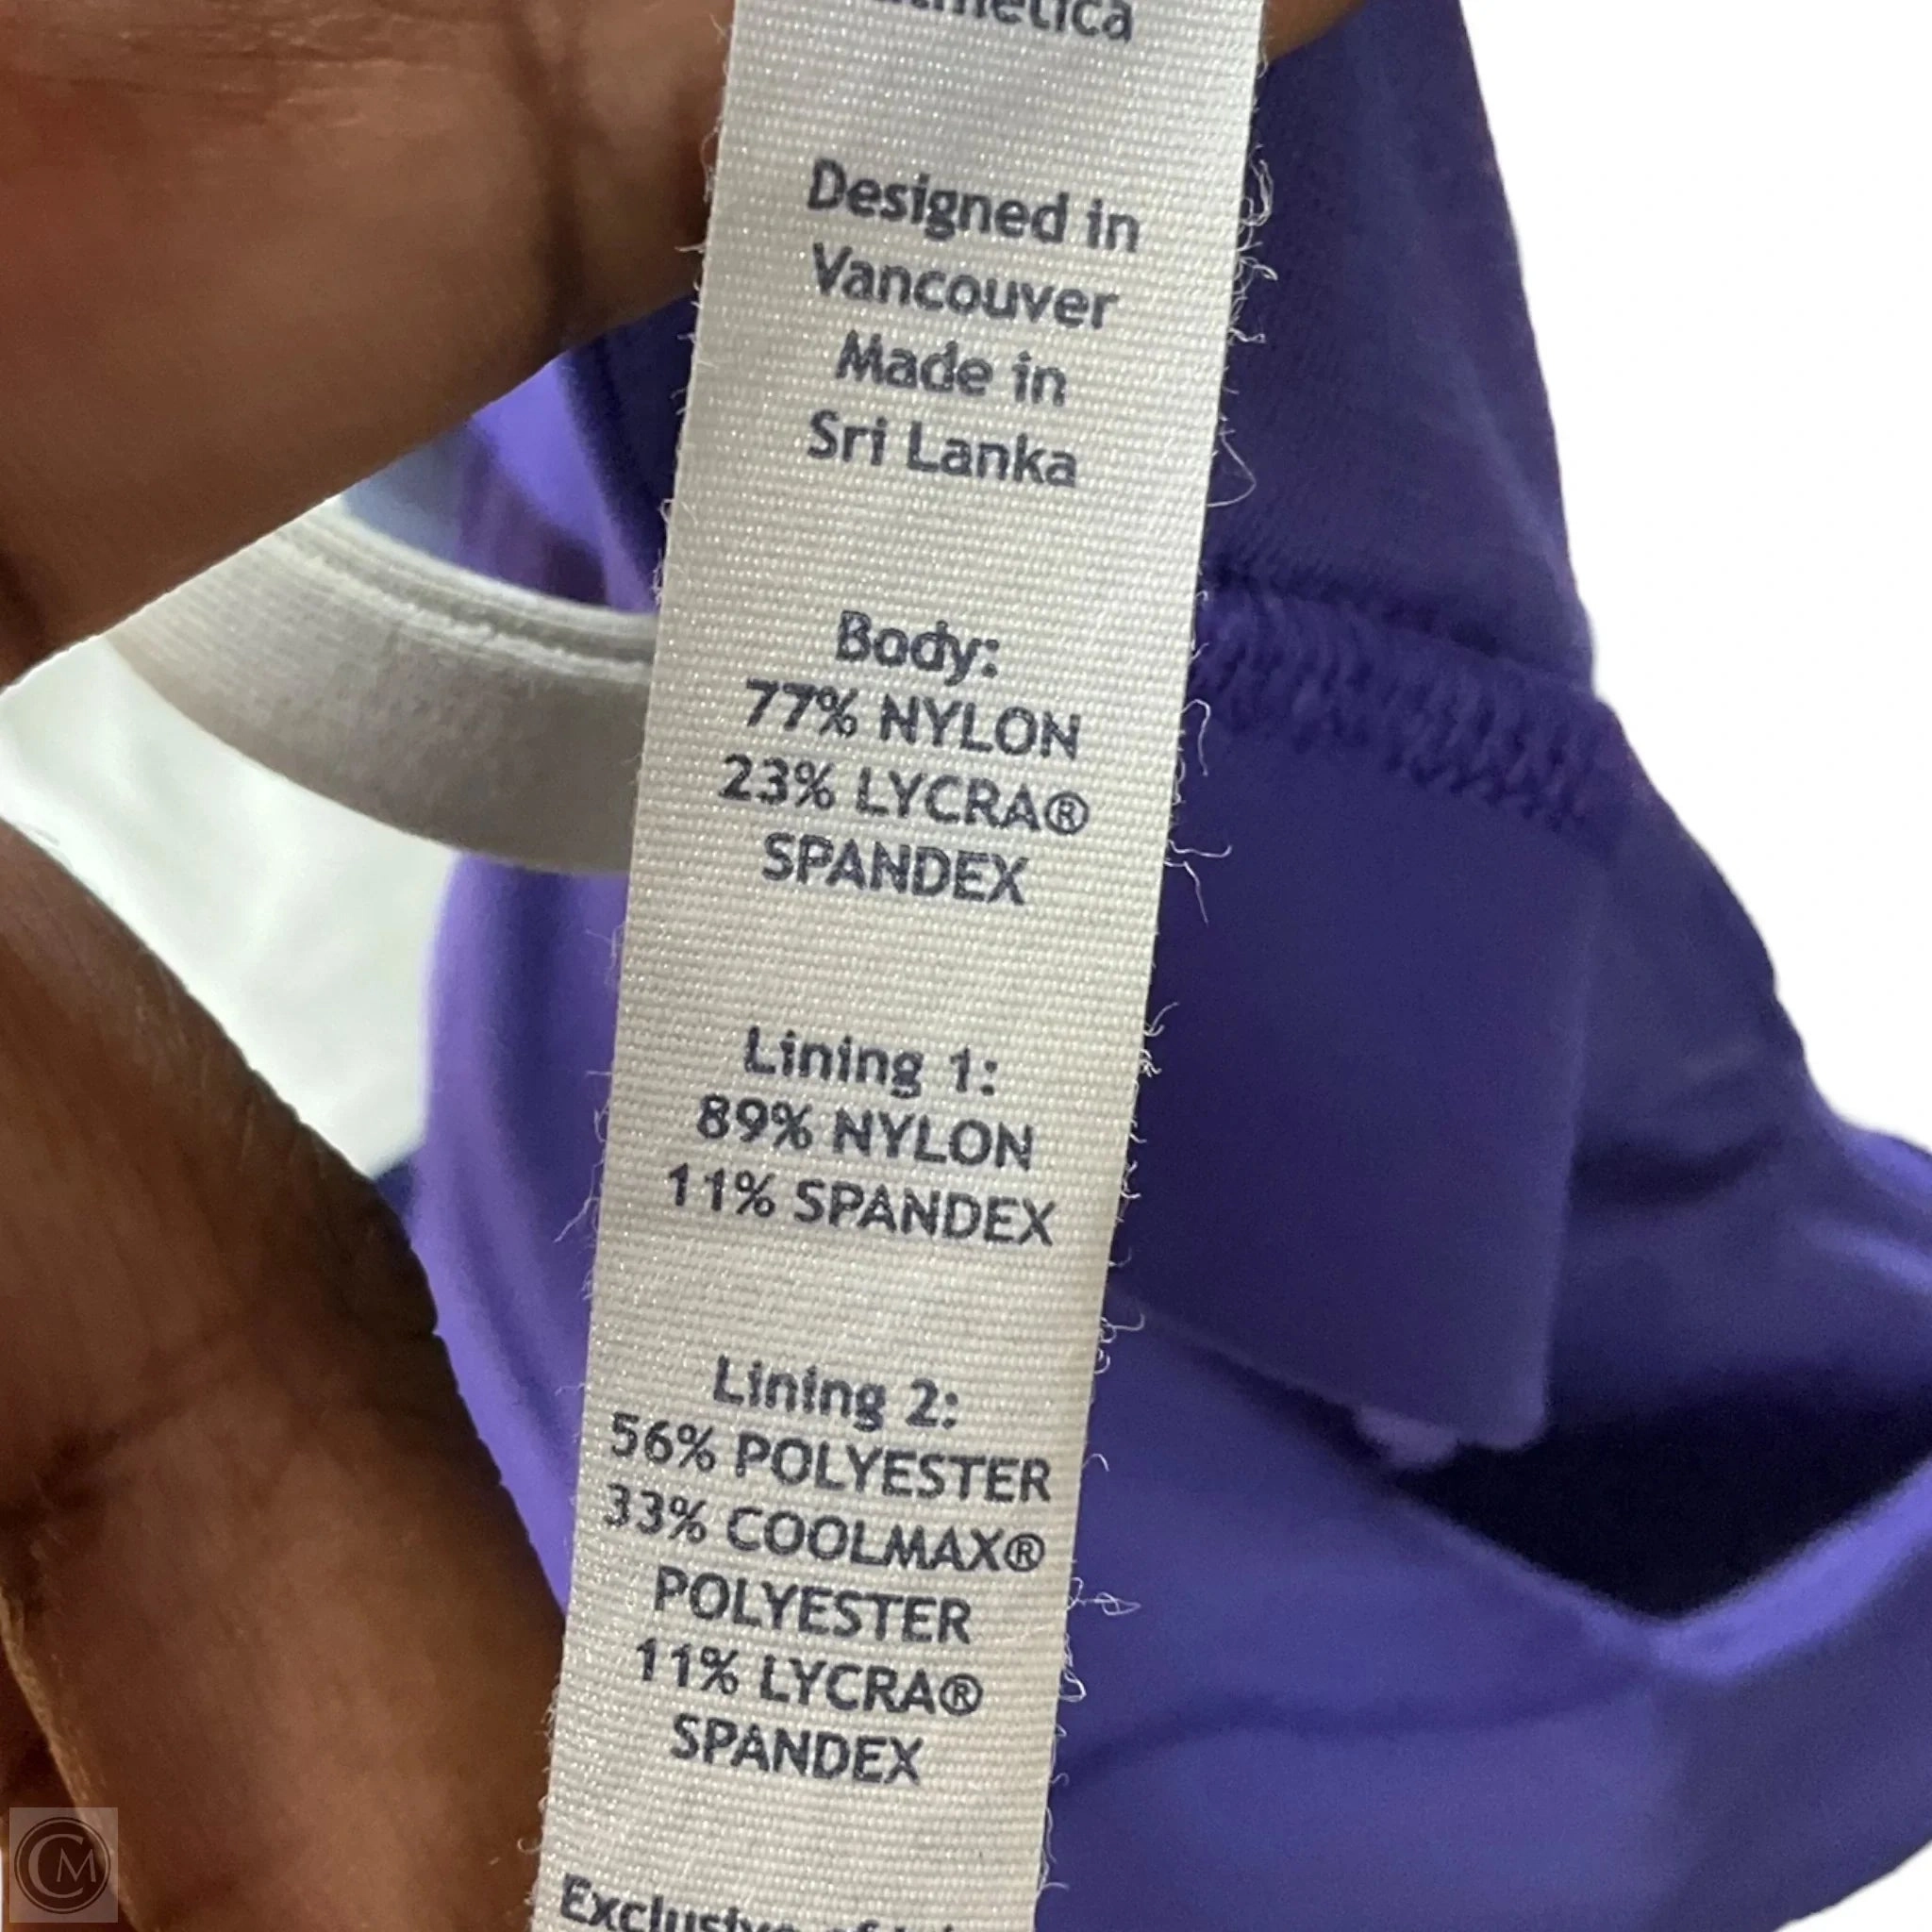 Designed in
Vancouver
Made in
Sri Lanka
Body:
77% NYLON
23% LYCRA®
SPANDEX
Lining 1:
89% NYLON
11% SPANDEX
Lining 2:
56% POLYESTER
33% COOLMAX®
POLYESTER
11% LYCRA®
SPANDEX
CM